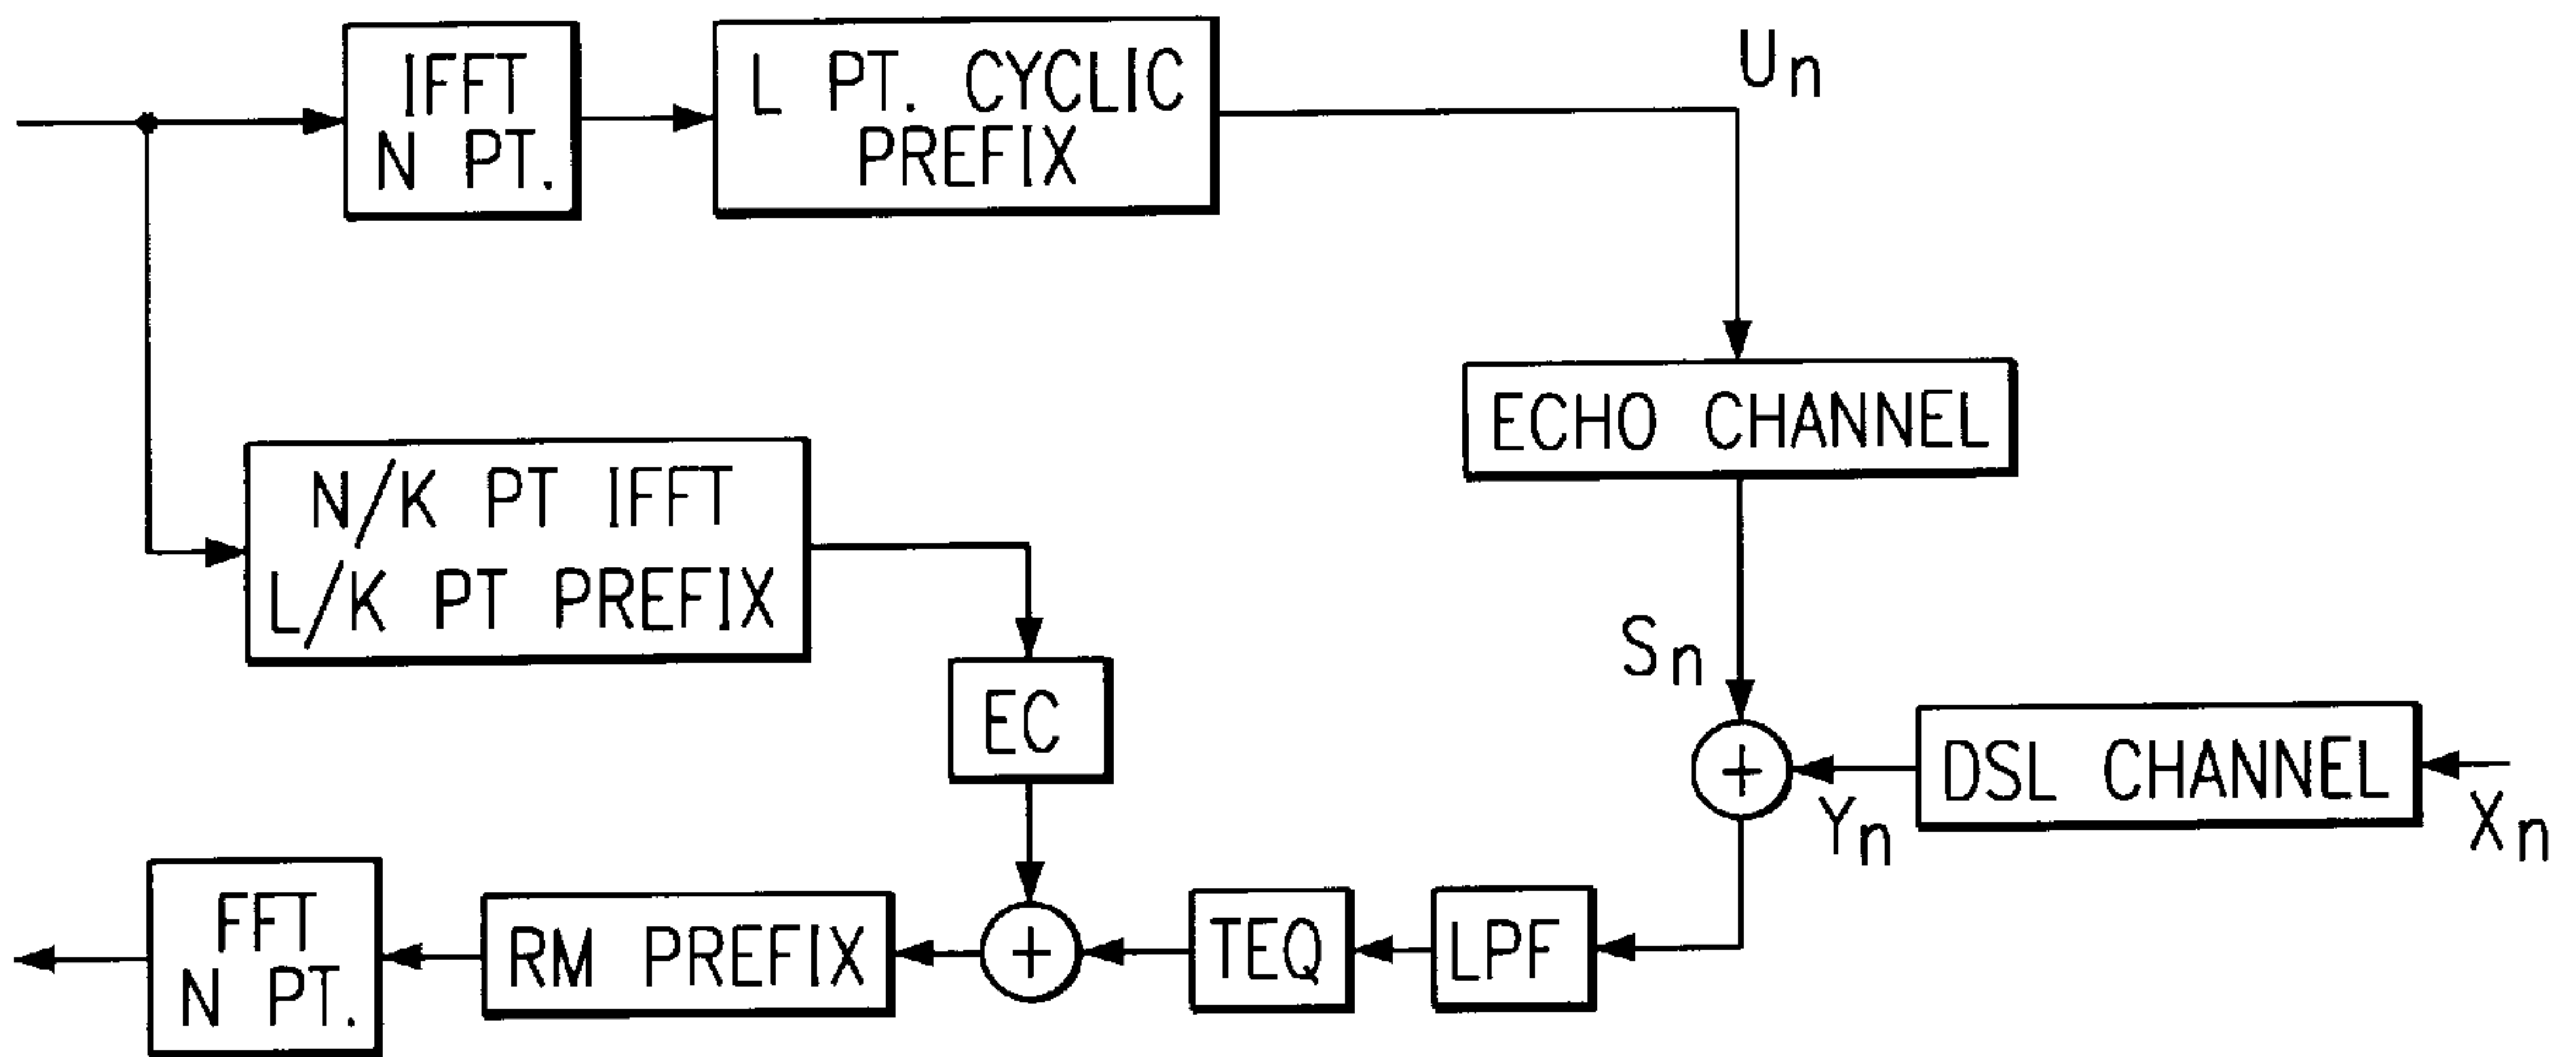 IFFT
N PT.
L PT. CYCLIC
PREFIX
Un
ECHO CHANNEL
N/K PT IFFT
L/K PT PREFIX
Sn
EC
DSL CHANNEL
Yn
Xn
FFT
N PT.
RM PREFIX
+
TEQ
LPF
+